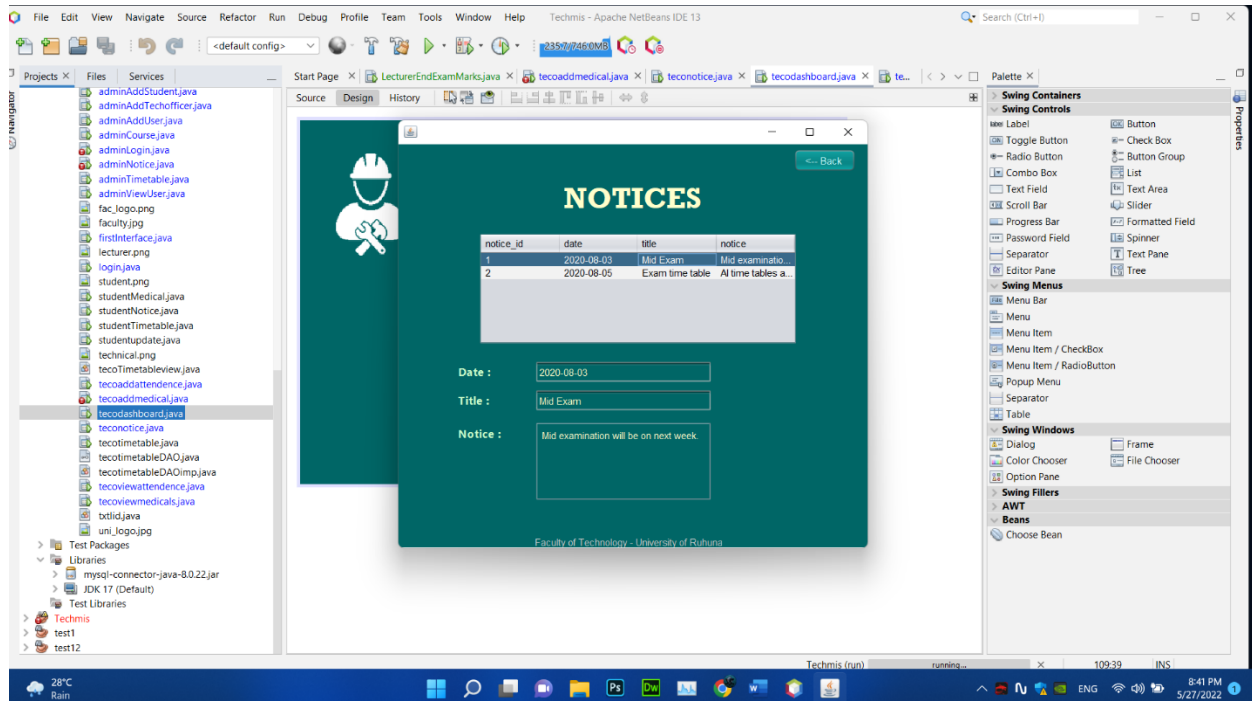 File Edit View Navigate Source Refactor Run Debug Profile Team Tools Window Help Techmis - Apache NetBeans IDE 13 Search (Ctrl+I)
<default config> 235.7/746.0MB
Projects Files Services
Start Page LecturerEndExamMarks.java tecoaddmedical.java teconotice.java tecodashboard.java te...
Palette
Navigator
Properties
Source Design History
adminAddStudent.java
adminAddTechofficer.java
adminAddUser.java
adminCourse.java
adminLogin.java
adminNotice.java
adminTimetable.java
adminViewUser.java
fac_logo.png
faculty.jpg
firstInterface.java
lecturer.png
login.java
student.png
studentMedical.java
studentNotice.java
studentTimetable.java
studentupdate.java
technical.png
tecoTimetableview.java
tecoaddattendence.java
tecoaddmedical.java
tecodashboard.java
teconotice.java
tecotimetable.java
tecotimetableDAO.java
tecotimetableDAOimp.java
tecoviewattendence.java
tecoviewmedicals.java
txtlid.java
uni_logo.jpg
Test Packages
Libraries
mysql-connector-java-8.0.22.jar
JDK 17 (Default)
Test Libraries
Techmis
test1
test12
<-- Back
NOTICES
notice_id date title notice
1 2020-08-03 Mid Exam Mid examinatio...
2 2020-08-05 Exam time table Al time tables a...
Date : 2020-08-03
Title : Mid Exam
Notice : Mid examination will be on next week.
Faculty of Technology - University of Ruhuna
Swing Containers
Swing Controls
Label Button
Toggle Button Check Box
Radio Button Button Group
Combo Box List
Text Field Text Area
Scroll Bar Slider
Progress Bar Formatted Field
Password Field Spinner
Separator Text Pane
Editor Pane Tree
Swing Menus
Menu Bar
Menu
Menu Item
Menu Item / CheckBox
Menu Item / RadioButton
Popup Menu
Separator
Table
Swing Windows
Dialog Frame
Color Chooser File Chooser
Option Pane
Swing Fillers
AWT
Beans
Choose Bean
Techmis (run) running... 109:39 INS
28°C
Rain
Ps Dw W
ENG
8:41 PM
5/27/2022
1